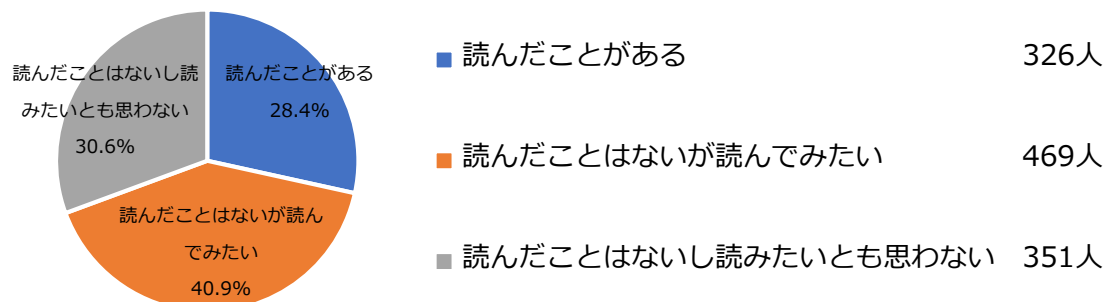 読んだことはないし読
みたいとも思わない
30.6%
読んだことがある
28.4%
読んだことはないが読ん
でみたい
40.9%
読んだことがある 326人
読んだことはないが読んでみたい 469人
読んだことはないし読みたいとも思わない 351人